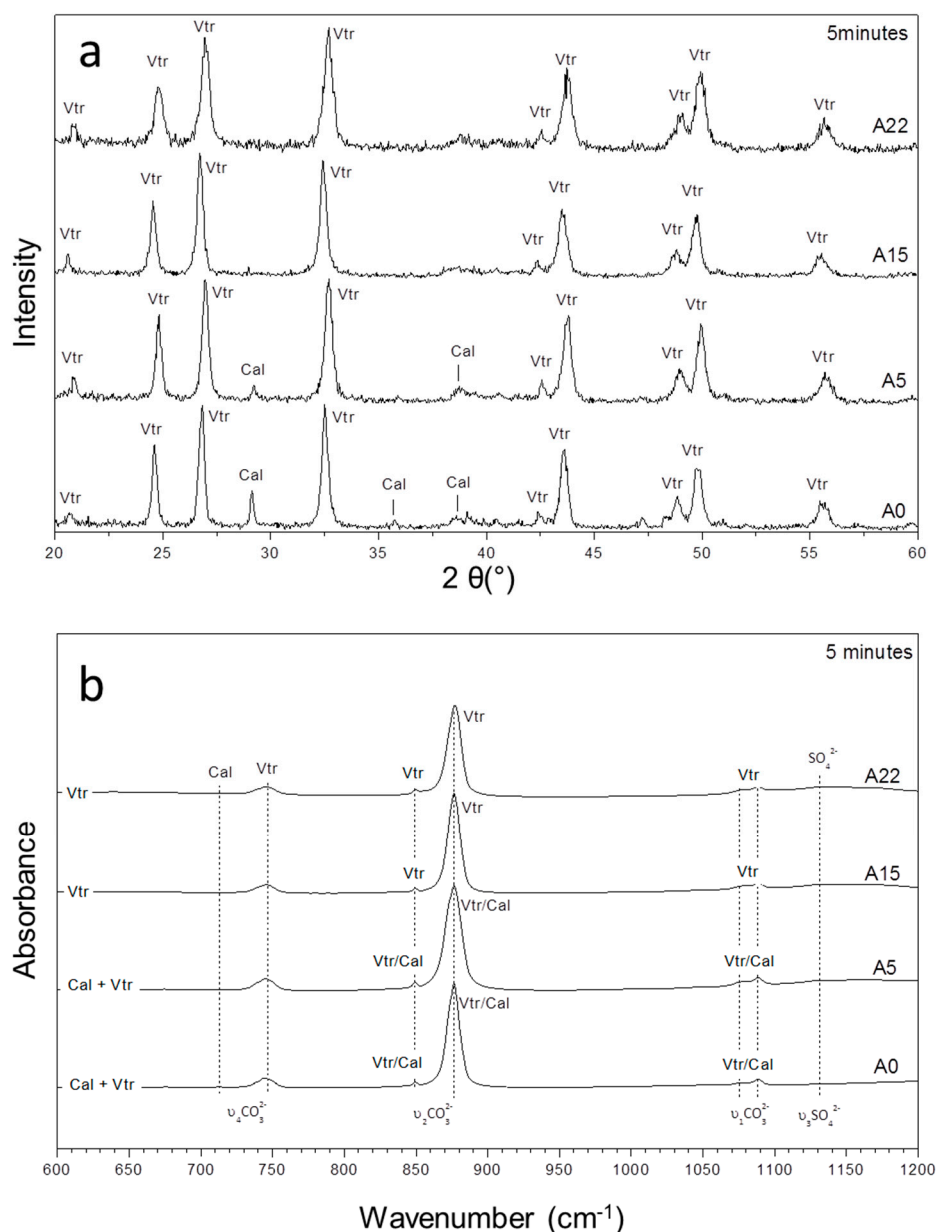 a
5minutes
Vtr Vtr Vtr Vtr Vtr Vtr Vtr Vtr Vtr
A22
Vtr Vtr Vtr Vtr Vtr Vtr Vtr Vtr Vtr
A15
Vtr Vtr Vtr Cal Vtr Cal Vtr Vtr Vtr Vtr Vtr
A5
Vtr Vtr Vtr Cal Vtr Cal Cal Vtr Vtr Vtr Vtr Vtr
A0
Intensity
20 25 30 35 40 45 50 55 60
2 θ(°)
b
5 minutes
Cal Vtr Vtr Vtr Vtr SO₄²⁻
Vtr A22
Vtr Vtr Vtr
Vtr A15
Vtr/Cal Vtr/Cal Vtr/Cal
Cal + Vtr A5
Vtr/Cal Vtr/Cal Vtr/Cal
Cal + Vtr A0
υ₄CO₃²⁻ υ₂CO₃²⁻ υ₁CO₃²⁻ υ₃SO₄²⁻
Absorbance
600 650 700 750 800 850 900 950 1000 1050 1100 1150 1200
Wavenumber (cm⁻¹)